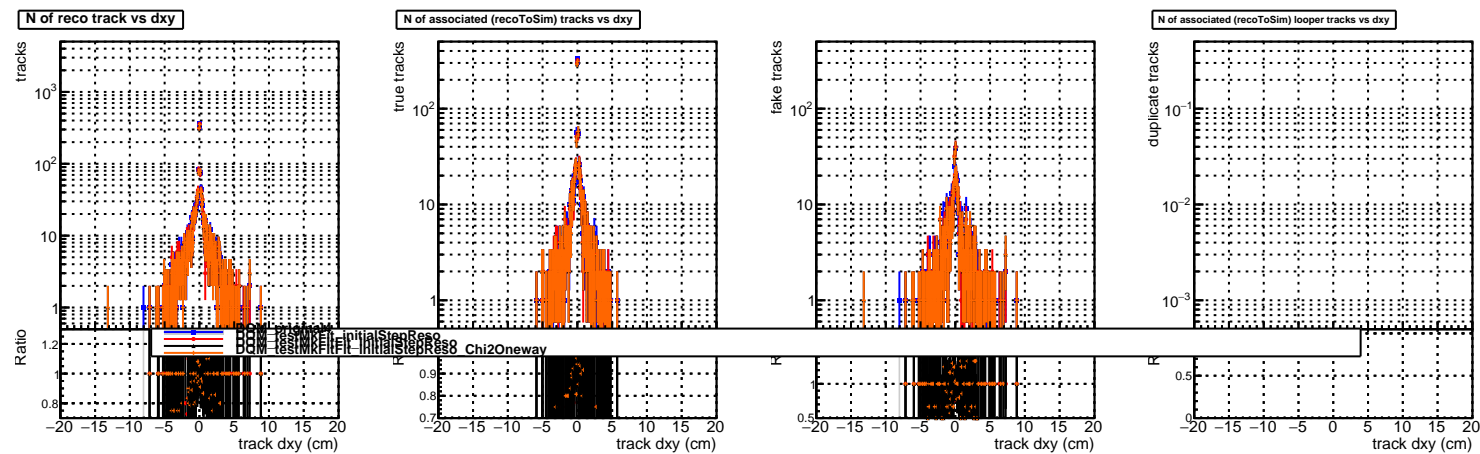 N of reco track vs dxy
N of associated (recoToSim) tracks vs dxy
N of associated (recoToSim) looper tracks vs dxy
tracks
10³
10²
10
1
Ratio
1.2
1
0.8
−20 −15 −10 −5 0 5 10 15 20
track dxy (cm)
true tracks
10²
10
1
0.9
0.8
0.7
−20 −15 −10 −5 0 5 10 15 20
track dxy (cm)
fake tracks
10²
10
1
1
0.5
−20 −15 −10 −5 0 5 10 15 20
track dxy (cm)
duplicate tracks
10⁻¹
10⁻²
10⁻³
0.5
0
−20 −15 −10 −5 0 5 10 15 20
track dxy (cm)
DQM_testMkFitFit_initialStepReso_Chi2Oneway